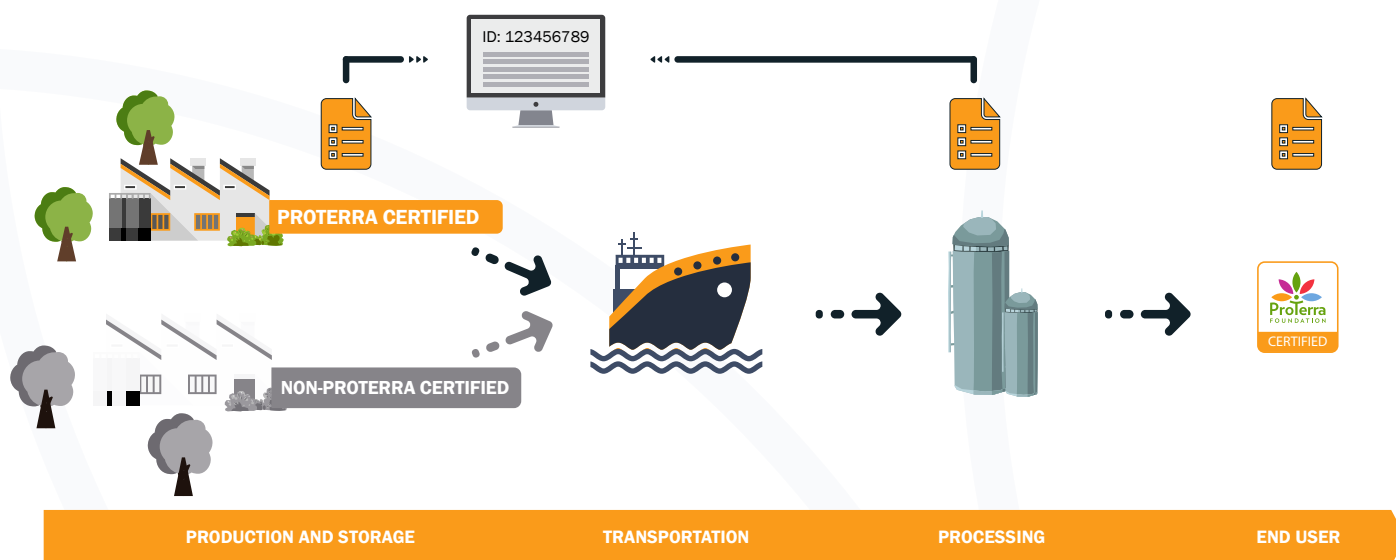 ID: 123456789
PROTERRA CERTIFIED
NON-PROTERRA CERTIFIED
ProTerra
FOUNDATION
CERTIFIED
PRODUCTION AND STORAGE
TRANSPORTATION
PROCESSING
END USER